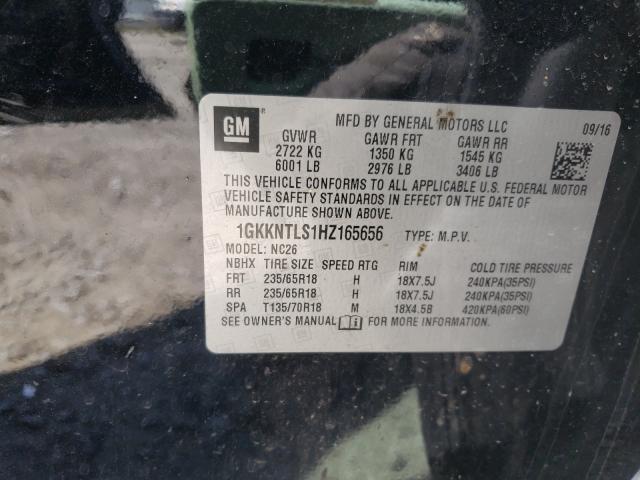 GM
MFD BY GENERAL MOTORS LLC 09/16
GVWR GAWR FRT GAWR RR
2722 KG 1350 KG 1545 KG
6001 LB 2976 LB 3406 LB
THIS VEHICLE CONFORMS TO ALL APPLICABLE U.S. FEDERAL MOTOR
VEHICLE SAFETY STANDARDS IN EFFECT ON THE DATE OF
MANUFACTURE SHOWN ABOVE.
1GKKNTLS1HZ165656 TYPE: M.P.V.
MODEL: NC26
NBHX TIRE SIZE SPEED RTG RIM COLD TIRE PRESSURE
FRT 235/65R18 H 18X7.5J 240KPA(35PSI)
RR 235/65R18 H 18X7.5J 240KPA(35PSI)
SPA T135/70R18 M 18X4.5B 420KPA(60PSI)
SEE OWNER'S MANUAL FOR MORE INFORMATION.